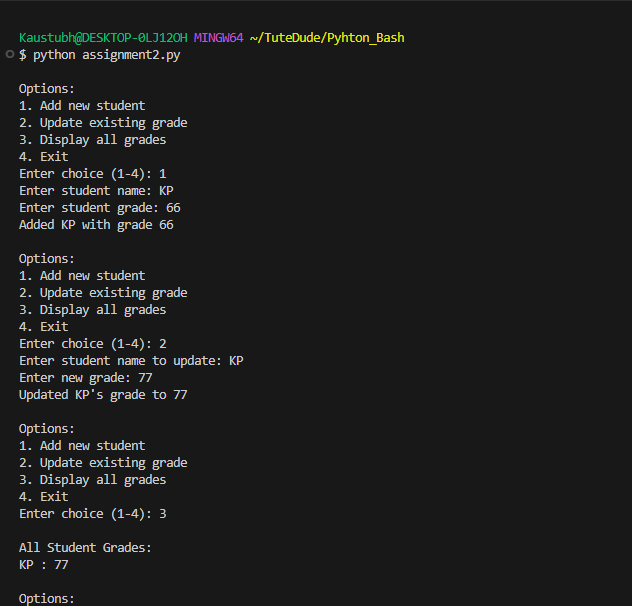 Kaustubh@DESKTOP-0LJ12OH MINGW64 ~/TuteDude/Pyhton_Bash
$ python assignment2.py
Options:
1. Add new student
2. Update existing grade
3. Display all grades
4. Exit
Enter choice (1-4): 1
Enter student name: KP
Enter student grade: 66
Added KP with grade 66
Options:
1. Add new student
2. Update existing grade
3. Display all grades
4. Exit
Enter choice (1-4): 2
Enter student name to update: KP
Enter new grade: 77
Updated KP's grade to 77
Options:
1. Add new student
2. Update existing grade
3. Display all grades
4. Exit
Enter choice (1-4): 3
All Student Grades:
KP : 77
Options: